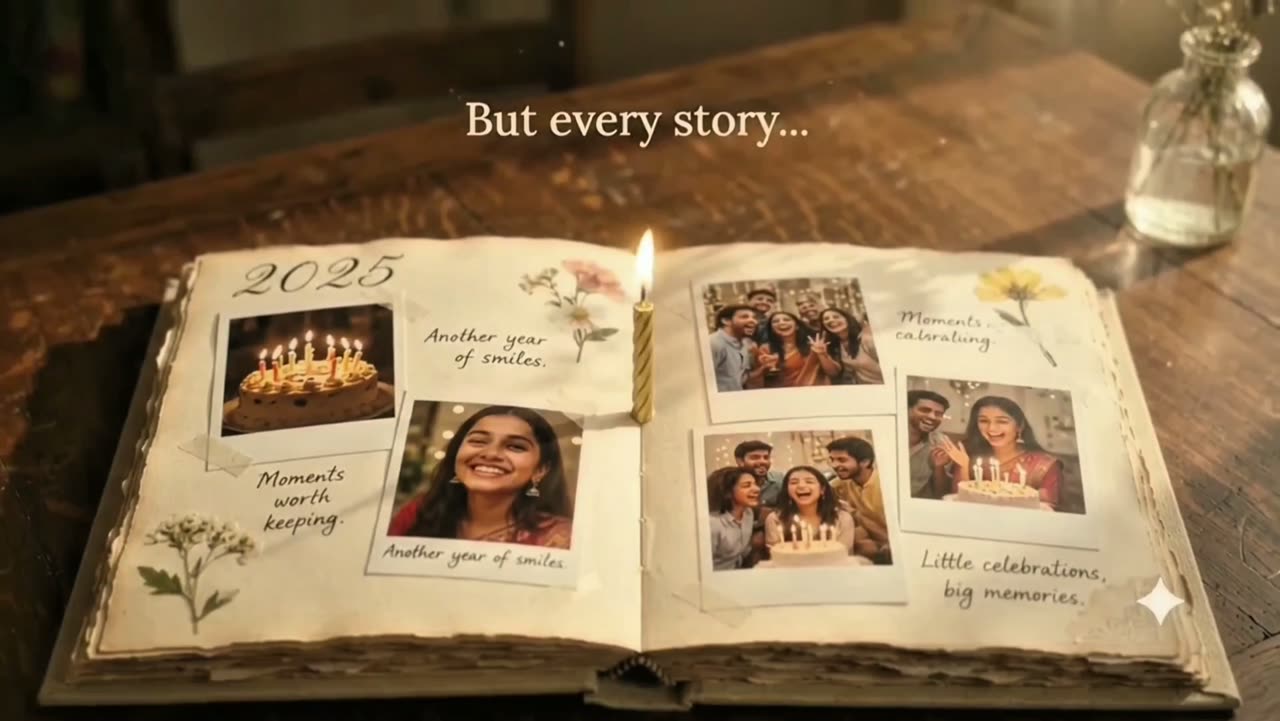 But every story...
2025
Another year
of smiles.
Moments
worth
keeping.
Another year of smiles.
Moments
calsratiung.
Little celebrations,
big memories.